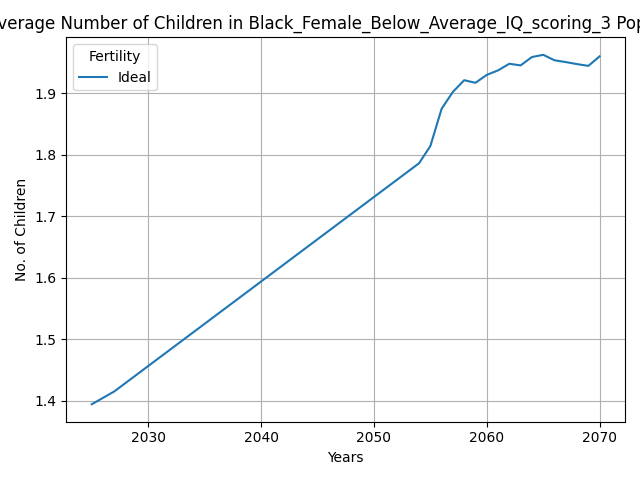 verage Number of Children in Black_Female_Below_Average_IQ_scoring_3 Pop
Fertility
Ideal
No. of Children
1.9
1.8
1.7
1.6
1.5
1.4
2030 2040 2050 2060 2070
Years